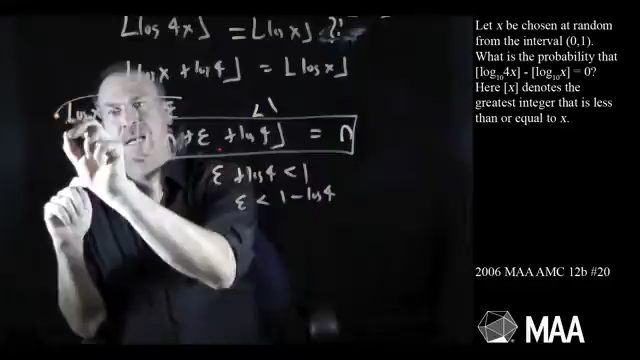 ⌊log 4x⌋ = ⌊log x⌋ ??
⌊log x + log 4⌋ = ⌊log x⌋
+ ε + log 4⌋ = n
ε + log 4 < 1
ε < 1 - log 4
Let x be chosen at random
from the interval (0,1).
What is the probability that
[log₁₀4x] - [log₁₀x] = 0?
Here [x] denotes the
greatest integer that is less
than or equal to x.
2006 MAA AMC 12b #20
MAA